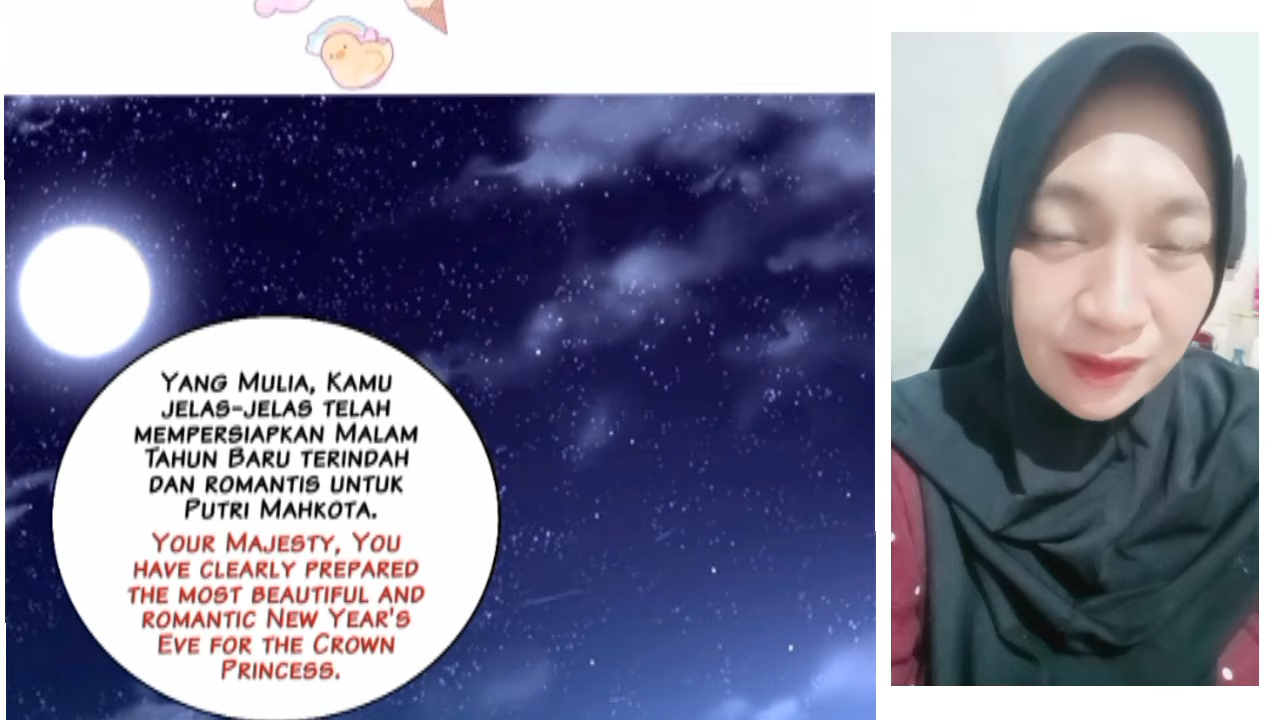 YANG MULIA, KAMU
JELAS-JELAS TELAH
MEMPERSIAPKAN MALAM
TAHUN BARU TERINDAH
DAN ROMANTIS UNTUK
PUTRI MAHKOTA.
YOUR MAJESTY, YOU
HAVE CLEARLY PREPARED
THE MOST BEAUTIFUL AND
ROMANTIC NEW YEAR'S
EVE FOR THE CROWN
PRINCESS.